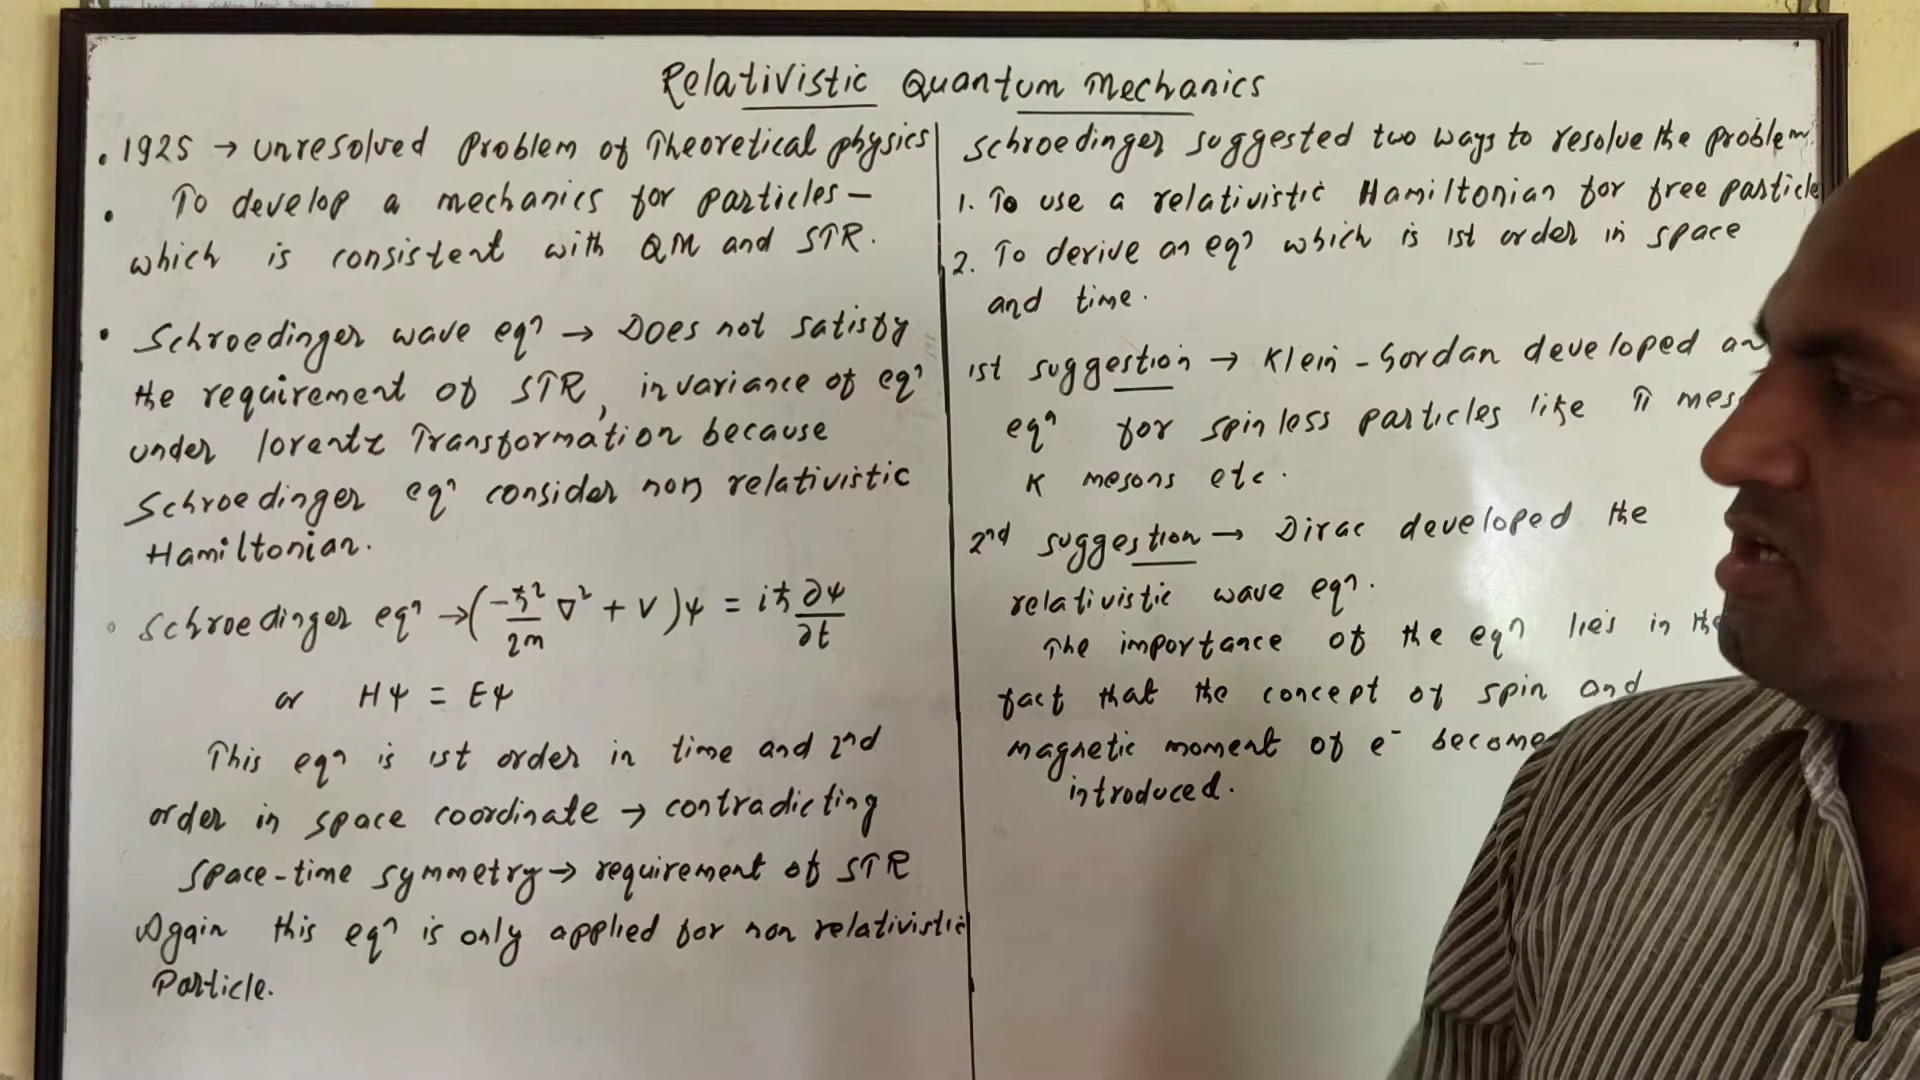 Relativistic Quantum Mechanics
. 1925 → unresolved Problem of Theoretical physics
. To develop a mechanics for particles –
which is consistent with QM and STR.
. Schroedinger wave eqn → Does not satisfy
the requirement of STR, invariance of eqn
under lorentz Transformation because
Schroedinger eqn consider non relativistic
Hamiltonian.
Schroedinger eqn → (-ℏ²/2m ∇² + V)ψ = iℏ ∂ψ/∂t
or Hψ = Eψ
This eqn is 1st order in time and 2nd
order in space coordinate → contradicting
space-time symmetry → requirement of STR
Again this eqn is only applied for non relativistic
Particle.
Schroedinger suggested two ways to resolve the problem.
1. To use a relativistic Hamiltonian for free particle
2. To derive an eqn which is 1st order in space
and time.
1st suggestion → Klein-Gordan developed an
eqn for spinless particles like π mes
K mesons etc.
2nd suggestion → Dirac developed the
relativistic wave eqn.
The importance of the eqn lies in the
fact that the concept of spin and
magnetic moment of e⁻ become
introduced.